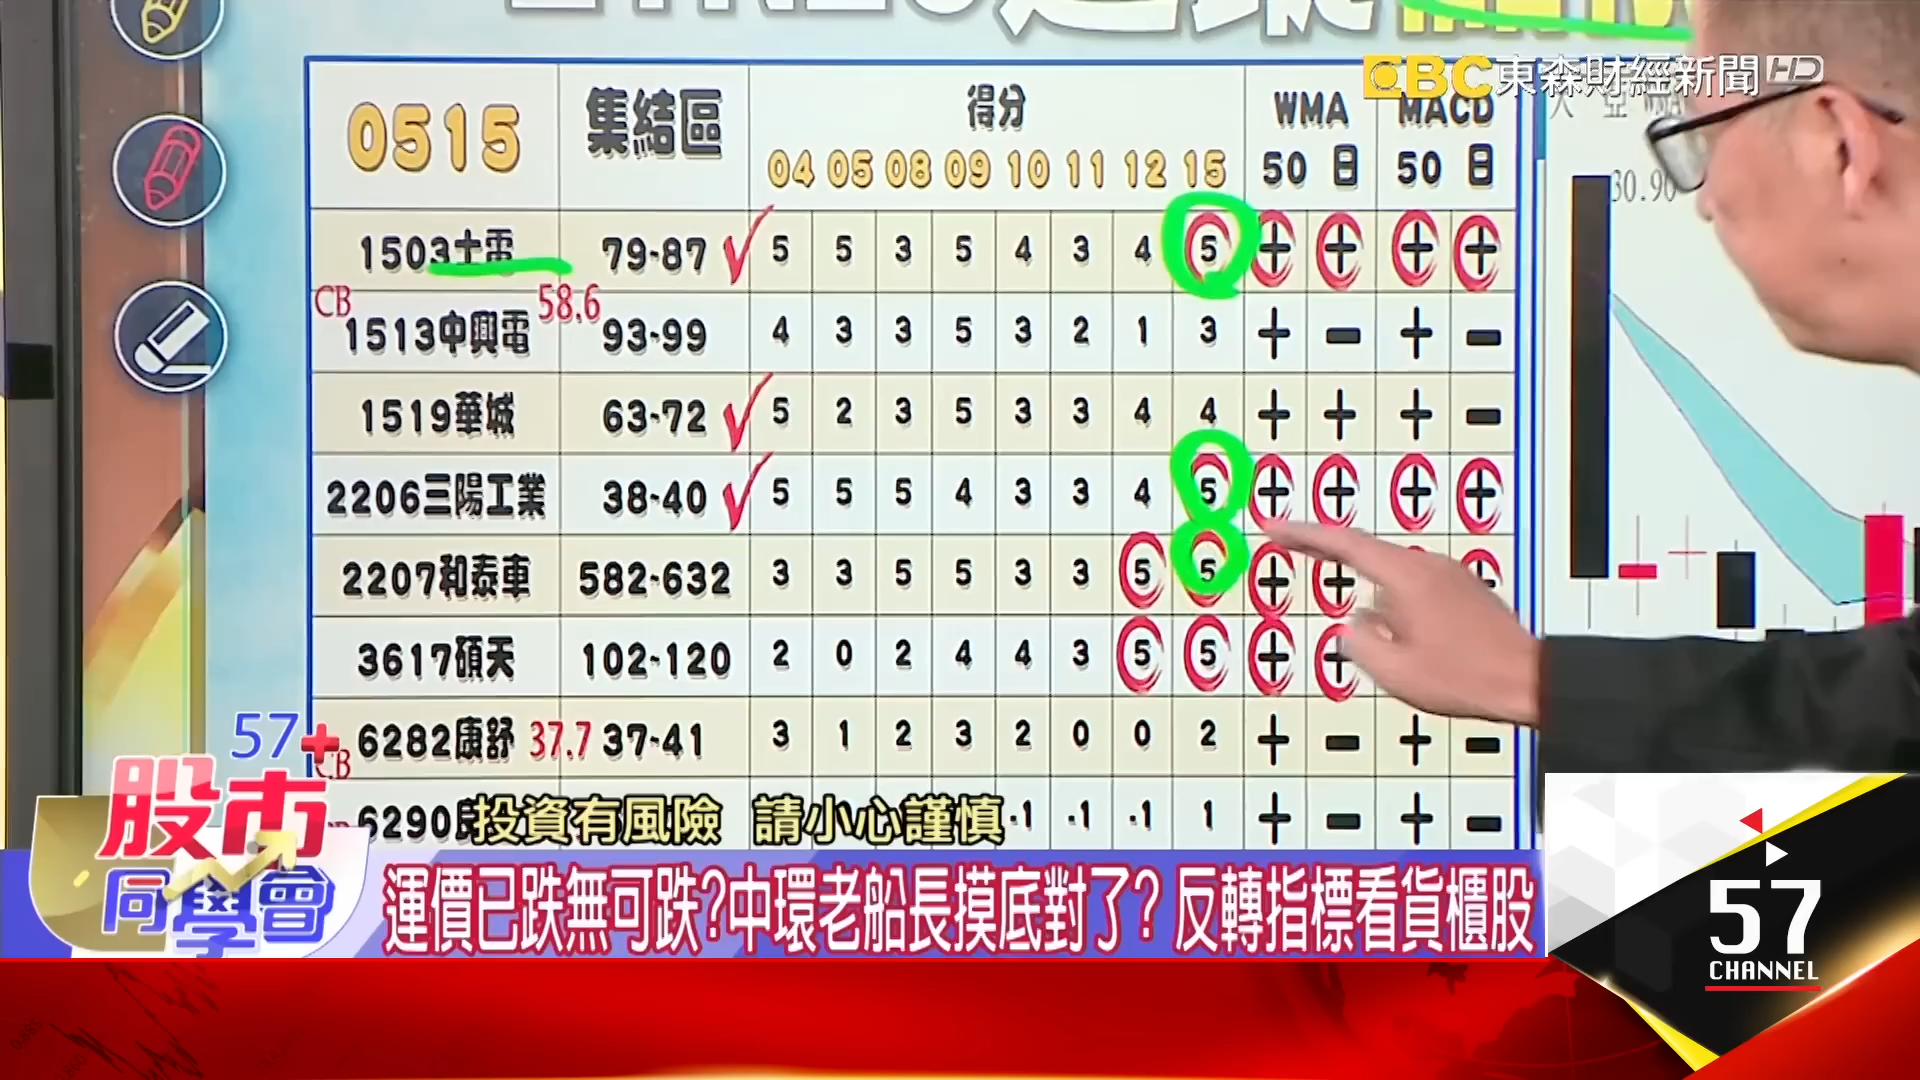 EBC 東森財經新聞 HD
0515 集結區 得分 WMA MACD
04 05 08 09 10 11 12 15 50 日 50 日
30.90
1503士電 79-87 5 5 3 5 4 3 4 5 + + + +
CB 58.6
1513中興電 93-99 4 3 3 5 3 2 1 3 + - + -
1519華城 63-72 5 2 3 5 3 3 4 4 + + + -
2206三陽工業 38-40 5 5 5 4 3 3 4 5 + + + +
2207和泰車 582-632 3 3 5 5 3 3 5 5 + +
3617碩天 102-120 2 0 2 4 4 3 5 5 + +
CB 6282康舒 37.7 37-41 3 1 2 3 2 0 0 2 + - + -
6290 -1 -1 -1 1 + - + -
投資有風險 請小心謹慎
57+
股市
同學會
運價已跌無可跌?中環老船長摸底對了? 反轉指標看貨櫃股
57
CHANNEL